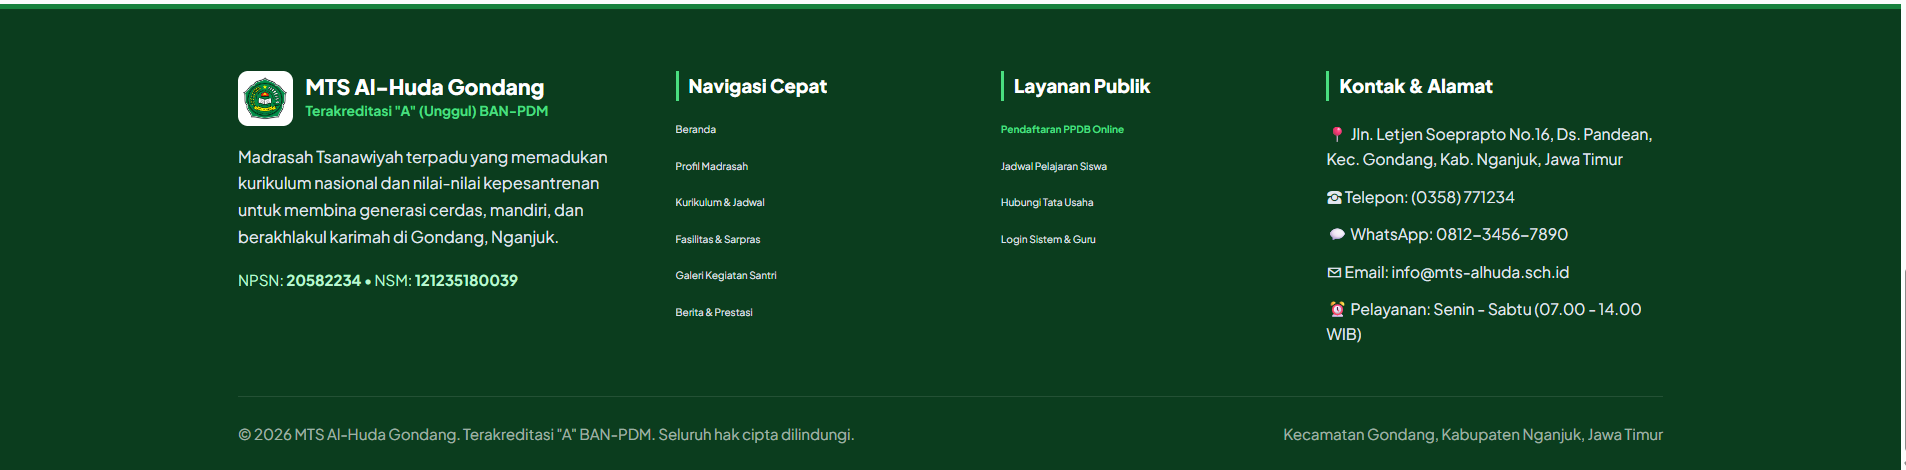 MTS Al-Huda Gondang
Terakreditasi "A" (Unggul) BAN-PDM
Madrasah Tsanawiyah terpadu yang memadukan
kurikulum nasional dan nilai-nilai kepesantrenan
untuk membina generasi cerdas, mandiri, dan
berakhlakul karimah di Gondang, Nganjuk.
NPSN: 20582234 • NSM: 121235180039
Navigasi Cepat
Beranda
Profil Madrasah
Kurikulum & Jadwal
Fasilitas & Sarpras
Galeri Kegiatan Santri
Berita & Prestasi
Layanan Publik
Pendaftaran PPDB Online
Jadwal Pelajaran Siswa
Hubungi Tata Usaha
Login Sistem & Guru
Kontak & Alamat
📍 Jln. Letjen Soeprapto No.16, Ds. Pandean,
Kec. Gondang, Kab. Nganjuk, Jawa Timur
☎ Telepon: (0358) 771234
💬 WhatsApp: 0812-3456-7890
✉ Email: info@mts-alhuda.sch.id
⏰ Pelayanan: Senin - Sabtu (07.00 - 14.00
WIB)
© 2026 MTS Al-Huda Gondang. Terakreditasi "A" BAN-PDM. Seluruh hak cipta dilindungi.
Kecamatan Gondang, Kabupaten Nganjuk, Jawa Timur